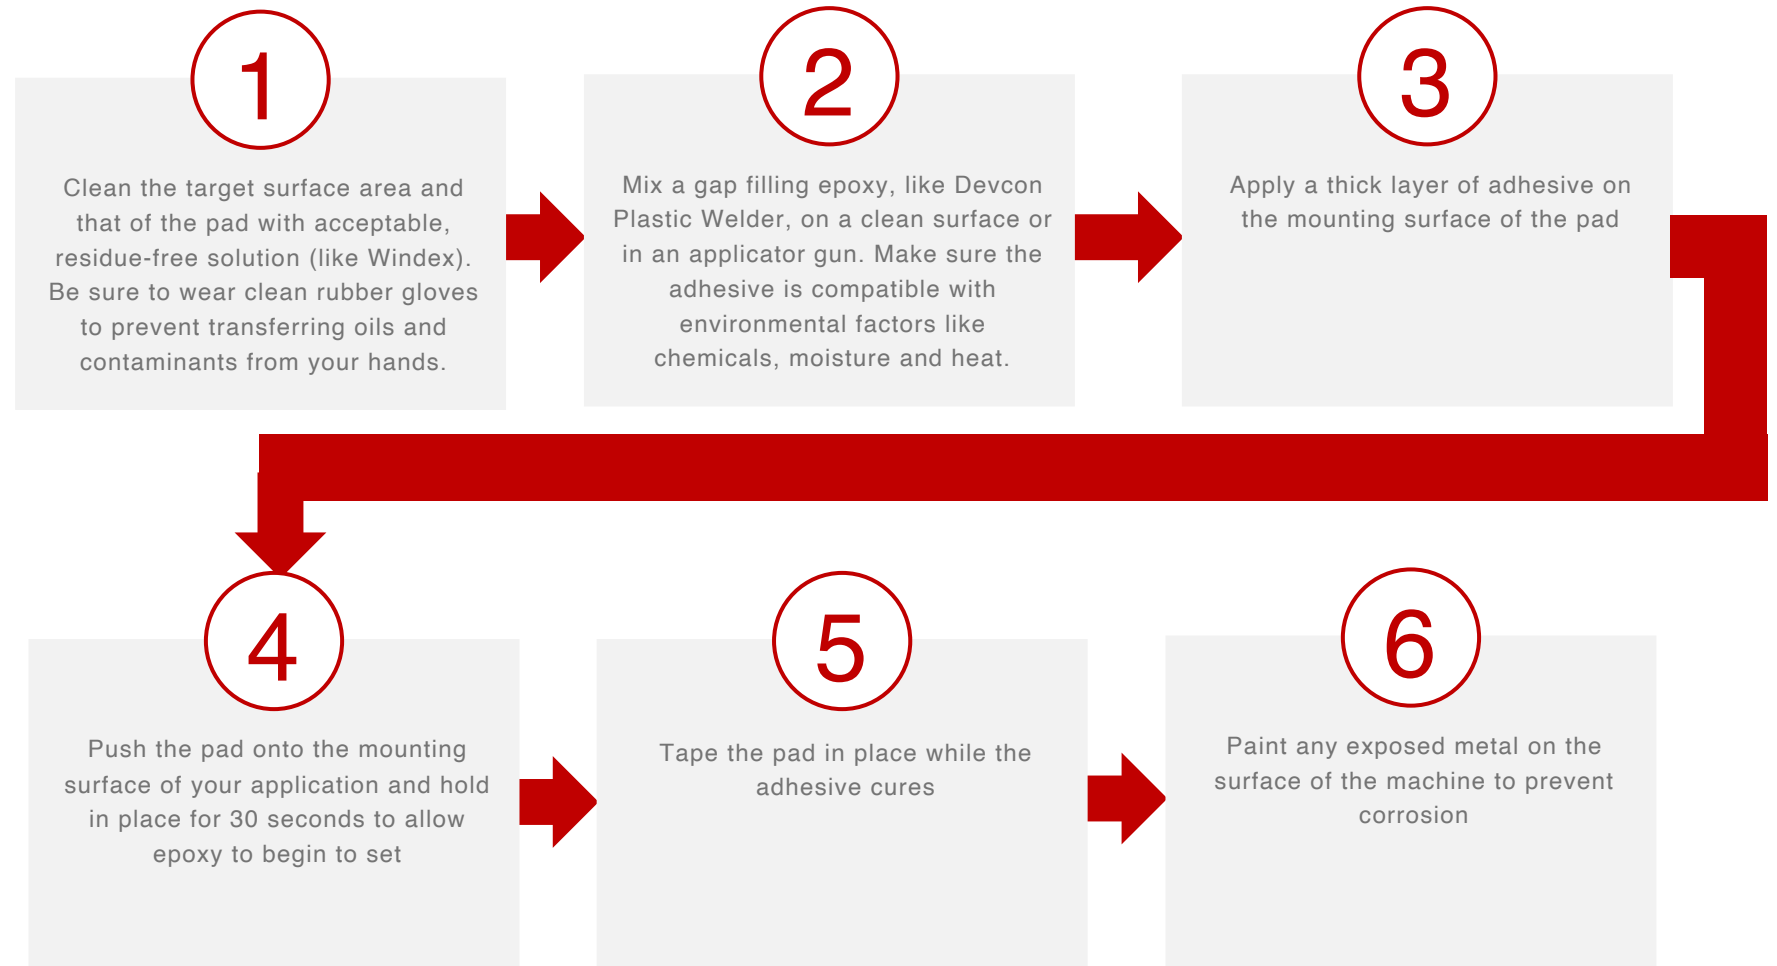 1
Clean the target surface area and
that of the pad with acceptable,
residue-free solution (like Windex).
Be sure to wear clean rubber gloves
to prevent transferring oils and
contaminants from your hands.
2
Mix a gap filling epoxy, like Devcon
Plastic Welder, on a clean surface or
in an applicator gun. Make sure the
adhesive is compatible with
environmental factors like
chemicals, moisture and heat.
3
Apply a thick layer of adhesive on
the mounting surface of the pad
4
Push the pad onto the mounting
surface of your application and hold
in place for 30 seconds to allow
epoxy to begin to set
5
Tape the pad in place while the
adhesive cures
6
Paint any exposed metal on the
surface of the machine to prevent
corrosion